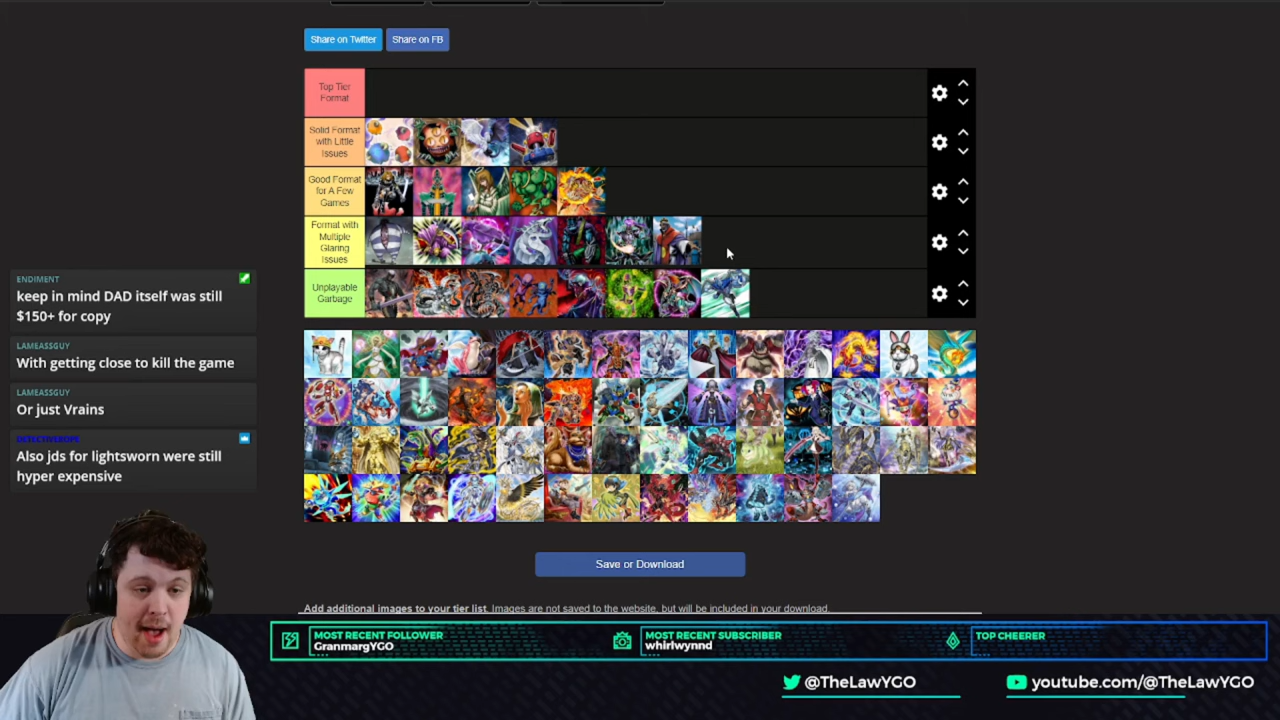 Share on Twitter
Share on FB
Top Tier
Format
Solid Format
with Little
Issues
Good Format
for A Few
Games
Format with
Multiple
Glaring
Issues
Unplayable
Garbage
ENDIMENT
keep in mind DAD itself was still
$150+ for copy
LAMEASSGUY
With getting close to kill the game
LAMEASSGUY
Or just Vrains
Also jds for lightsworn were still
hyper expensive
Save or Download
Add additional images to your tier list. Images are not saved to the website, but will be included in your download.
MOST RECENT FOLLOWER
GranmargYGO
MOST RECENT SUBSCRIBER
whirlwynnd
TOP CHEERER
@TheLawYGO
youtube.com/@TheLawYGO